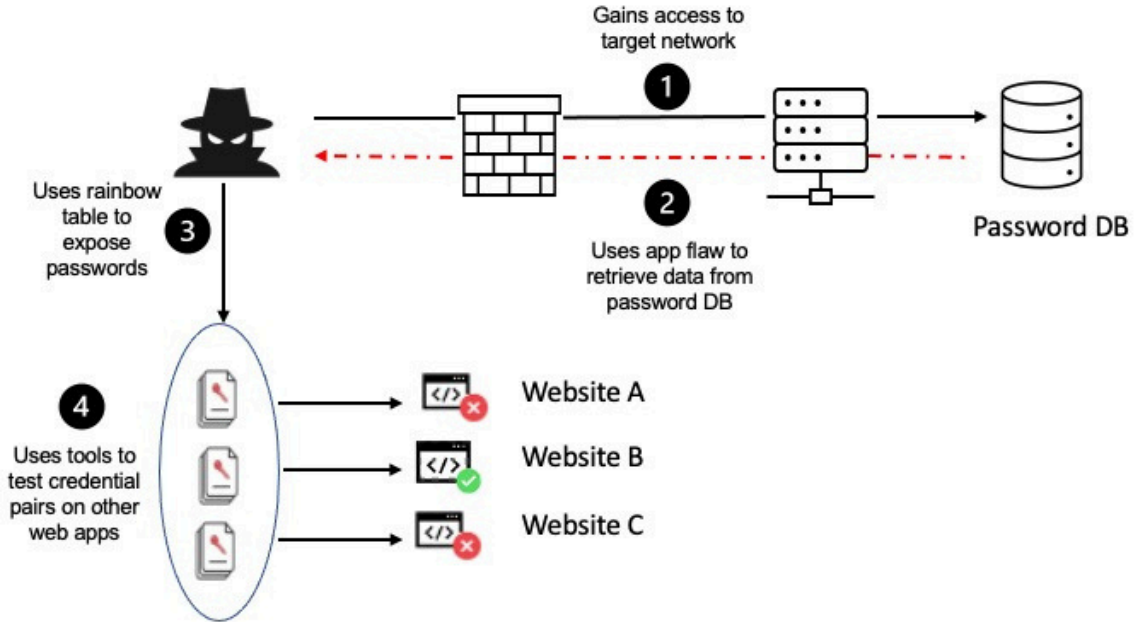 Gains access to
target network
1
2
Uses app flaw to
retrieve data from
password DB
Password DB
Uses rainbow
table to
expose
passwords
3
4
Uses tools to
test credential
pairs on other
web apps
</> Website A
</> Website B
</> Website C